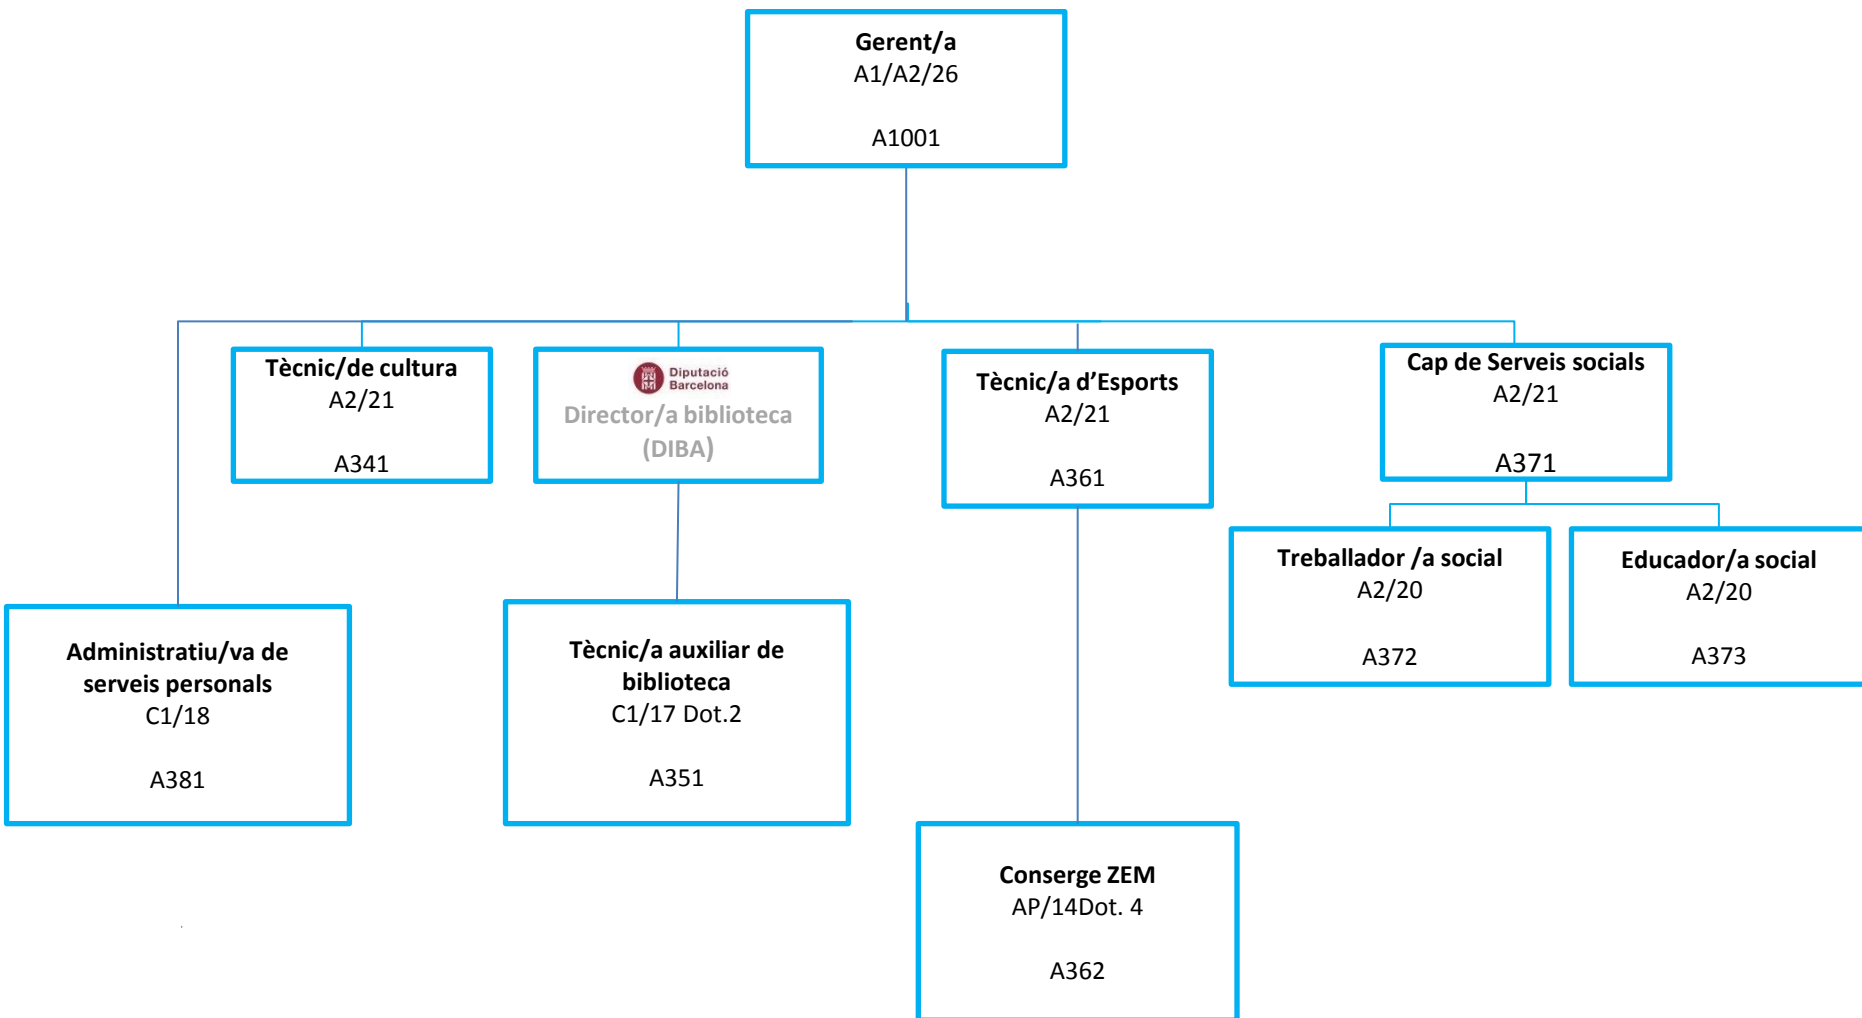 Gerent/a
A1/A2/26
A1001
Tècnic/de cultura
A2/21
A341
Diputació
Barcelona
Director/a biblioteca
(DIBA)
Tècnic/a d’Esports
A2/21
A361
Cap de Serveis socials
A2/21
A371
Treballador /a social
A2/20
A372
Educador/a social
A2/20
A373
Administratiu/va de
serveis personals
C1/18
A381
Tècnic/a auxiliar de
biblioteca
C1/17 Dot.2
A351
Conserge ZEM
AP/14Dot. 4
A362